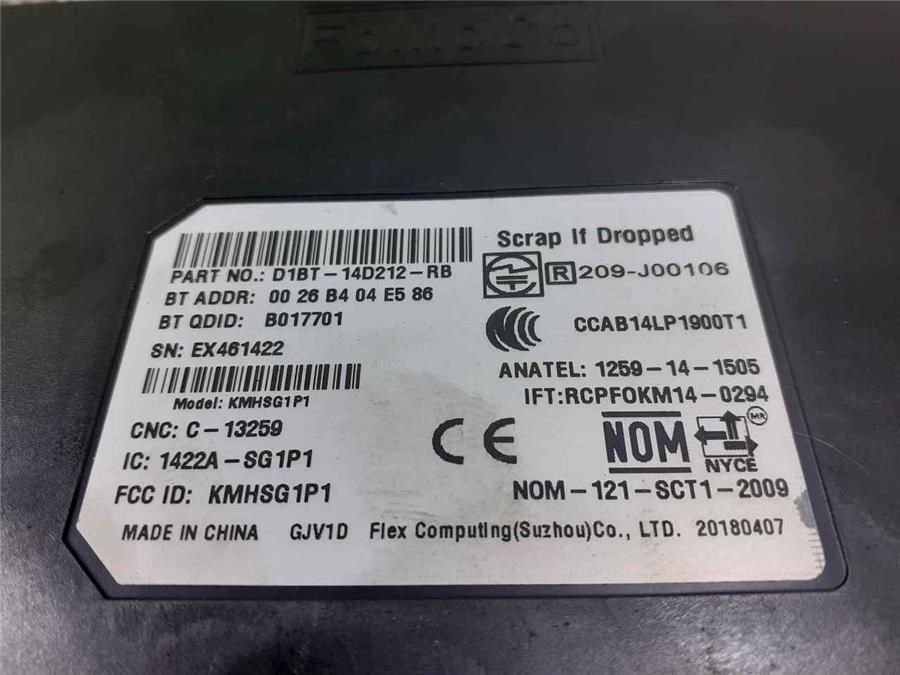 PART NO.: D1BT-14D212-RB
BT ADDR: 00 26 B4 04 E5 86
BT QDID: B017701
SN: EX461422
Model: KMHSG1P1
CNC: C-13259
IC: 1422A-SG1P1
FCC ID: KMHSG1P1
Scrap If Dropped
R 209-J00106
CCC
CCAB14LP1900T1
ANATEL: 1259-14-1505
IFT:RCPFOKM14-0294
CE
NOM
MR
NYCE
NOM-121-SCT1-2009
MADE IN CHINA GJV1D Flex Computing(Suzhou)Co., LTD. 20180407